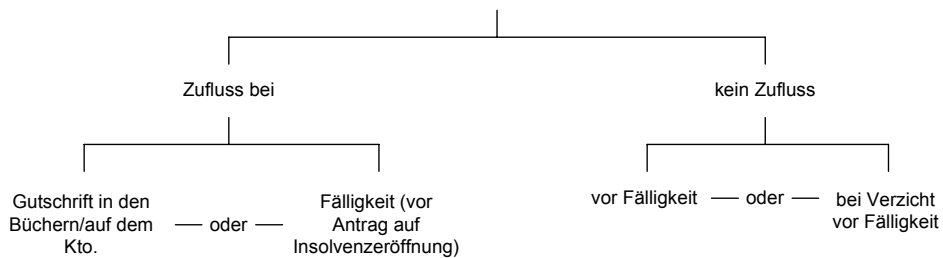 Zufluss bei
kein Zufluss
Gutschrift in den
Büchern/auf dem
Kto.
oder
Fälligkeit (vor
Antrag auf
Insolvenzeröffnung)
vor Fälligkeit
oder
bei Verzicht
vor Fälligkeit